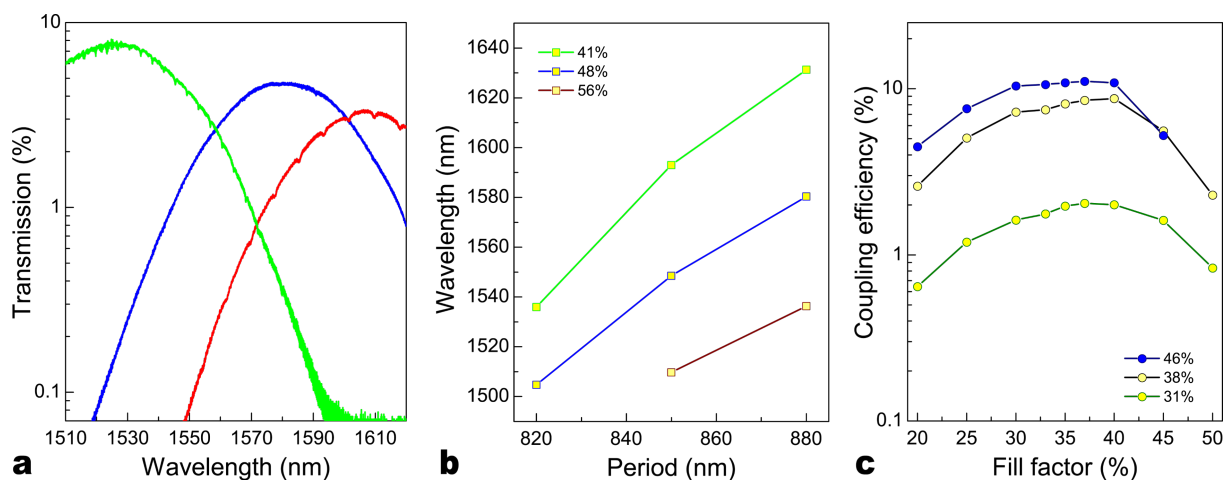 10
1
0.1
Transmission (%)
1510 1530 1550 1570 1590 1610
Wavelength (nm)
a
1640
1620
1600
1580
1560
1540
1520
1500
Wavelength (nm)
41%
48%
56%
820 840 860 880
Period (nm)
b
10
1
0.1
Coupling efficiency (%)
46%
38%
31%
20 25 30 35 40 45 50
Fill factor (%)
c